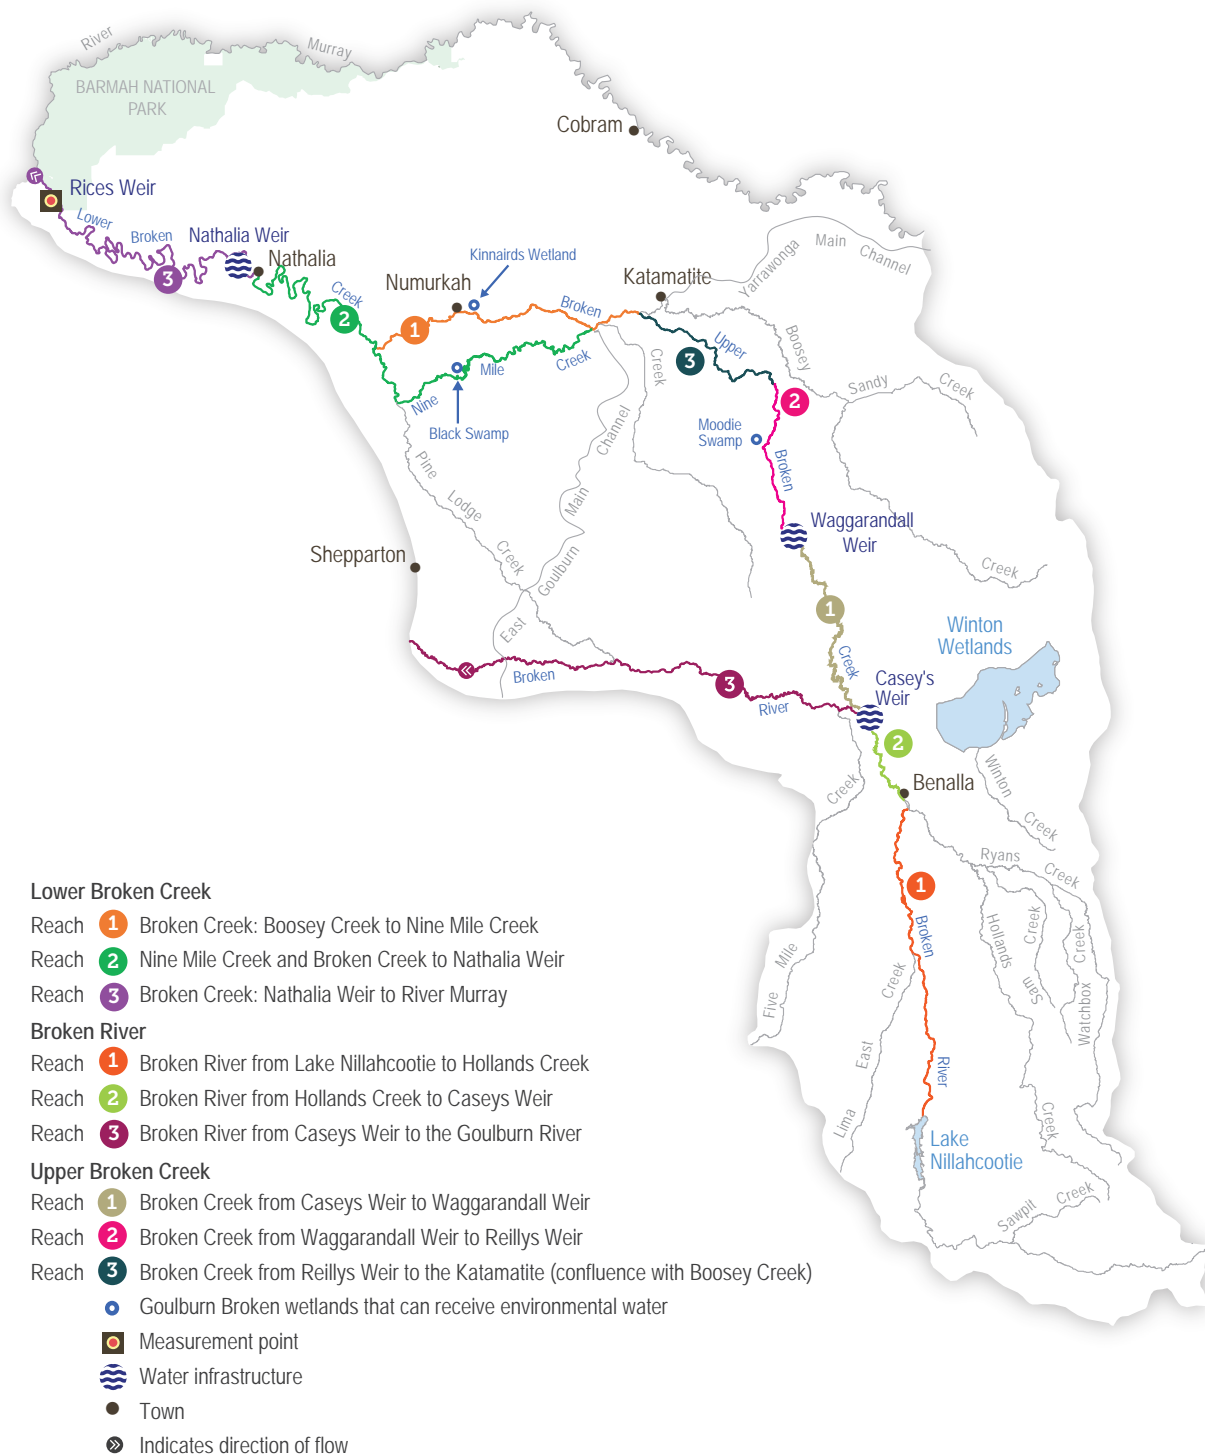 River
Murray
BARMAH NATIONAL
PARK
Cobram
Rices Weir
Lower
Broken
Nathalia Weir
Nathalia
3
Creek
2
Kinnairds Wetland
Numurkah
1
Broken
Katamatite
Yarrawonga
Main
Channel
Nine
Mile
Creek
Black Swamp
Creek
3
Upper
Boosey
Sandy
Creek
2
Moodie
Swamp
Broken
Channel
Main
Goulburn
East
Pine
Lodge
Creek
Shepparton
Waggarandall
Weir
Creek
1
Creek
Winton
Wetlands
Casey's
Weir
Broken
3
River
2
Benalla
Winton
Creek
Creek
Mile
Five
Ryans
Creek
1
Broken
River
Creek
East
Lima
Hollands
Creek
Creek
Sam
Creek
Watchbox
Lake
Nillahcootie
Sawpit
Creek
Lower Broken Creek
Reach 1 Broken Creek: Boosey Creek to Nine Mile Creek
Reach 2 Nine Mile Creek and Broken Creek to Nathalia Weir
Reach 3 Broken Creek: Nathalia Weir to River Murray
Broken River
Reach 1 Broken River from Lake Nillahcootie to Hollands Creek
Reach 2 Broken River from Hollands Creek to Caseys Weir
Reach 3 Broken River from Caseys Weir to the Goulburn River
Upper Broken Creek
Reach 1 Broken Creek from Caseys Weir to Waggarandall Weir
Reach 2 Broken Creek from Waggarandall Weir to Reillys Weir
Reach 3 Broken Creek from Reillys Weir to the Katamatite (confluence with Boosey Creek)
Goulburn Broken wetlands that can receive environmental water
Measurement point
Water infrastructure
Town
Indicates direction of flow